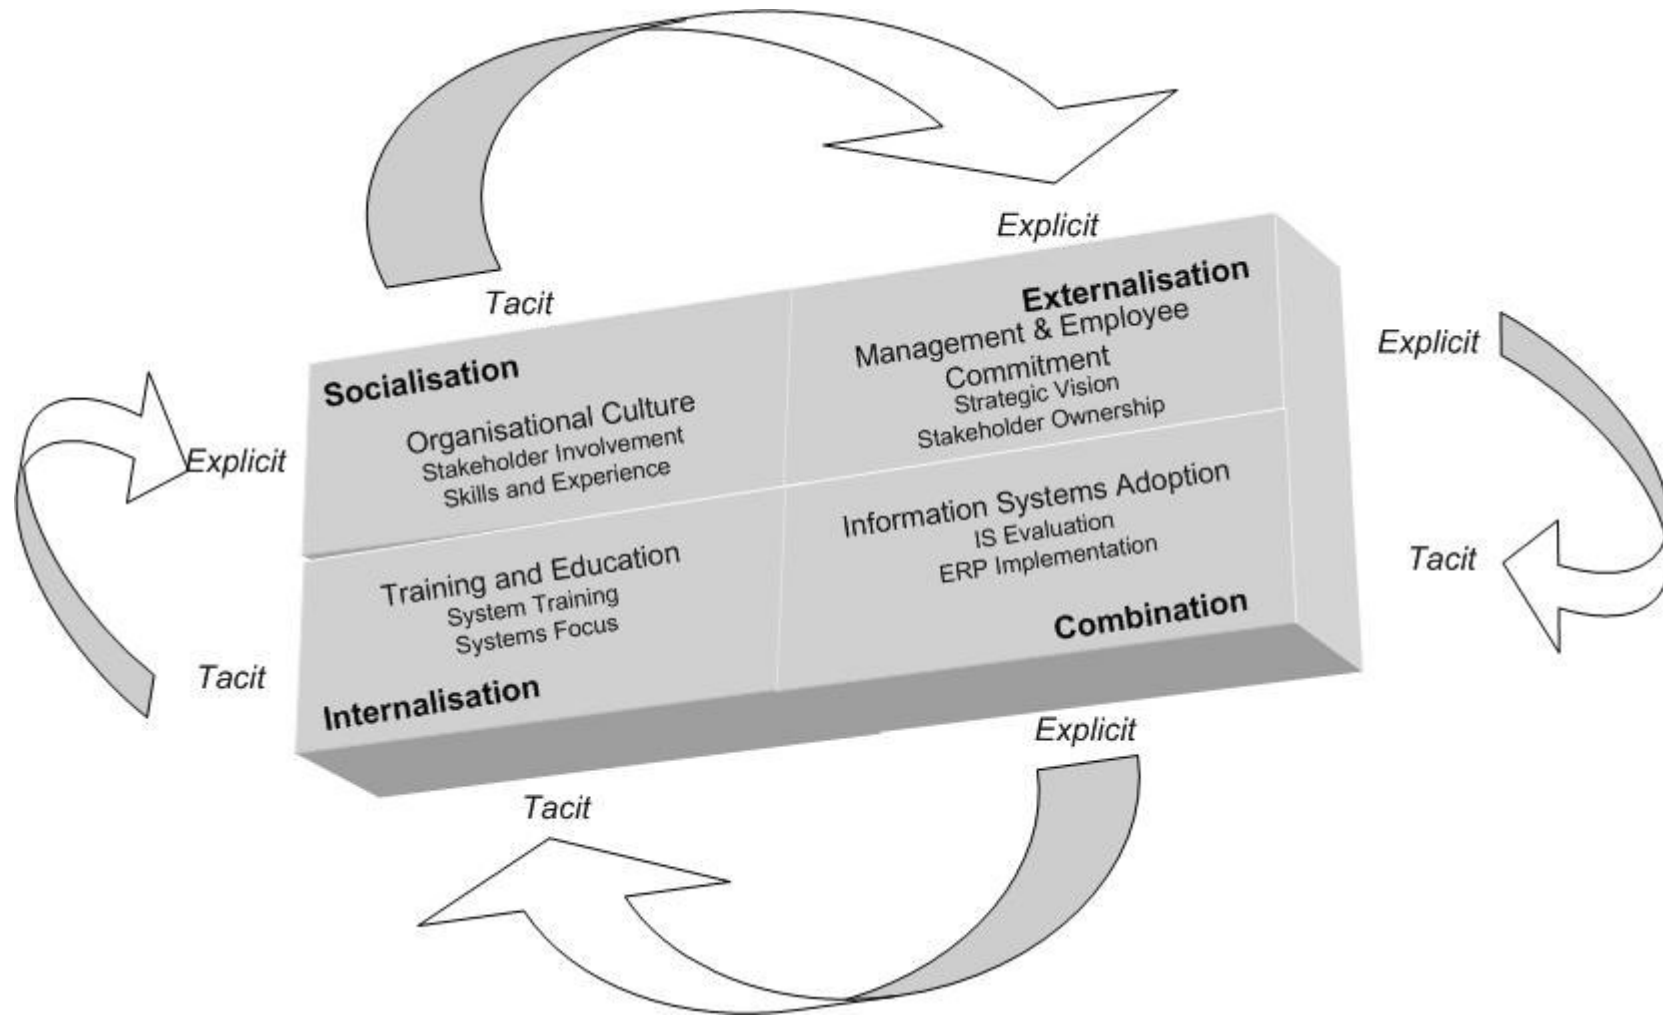 Explicit
Tacit
Externalisation
Management & Employee
Commitment
Strategic Vision
Stakeholder Ownership
Socialisation
Organisational Culture
Stakeholder Involvement
Skills and Experience
Explicit
Explicit
Information Systems Adoption
IS Evaluation
ERP Implementation
Combination
Tacit
Training and Education
System Training
Systems Focus
Internalisation
Tacit
Explicit
Tacit